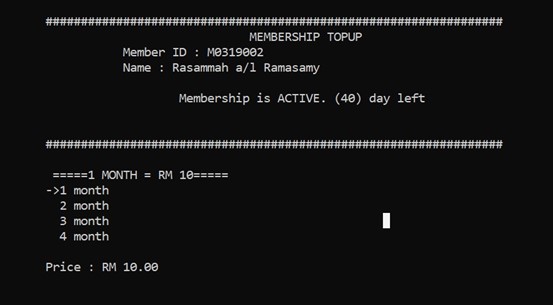 ##################################################################
MEMBERSHIP TOPUP
Member ID : M0319002
Name : Rasammah a/l Ramasamy
Membership is ACTIVE. (40) day left
##################################################################
=====1 MONTH = RM 10=====
->1 month
2 month
3 month
4 month
Price : RM 10.00